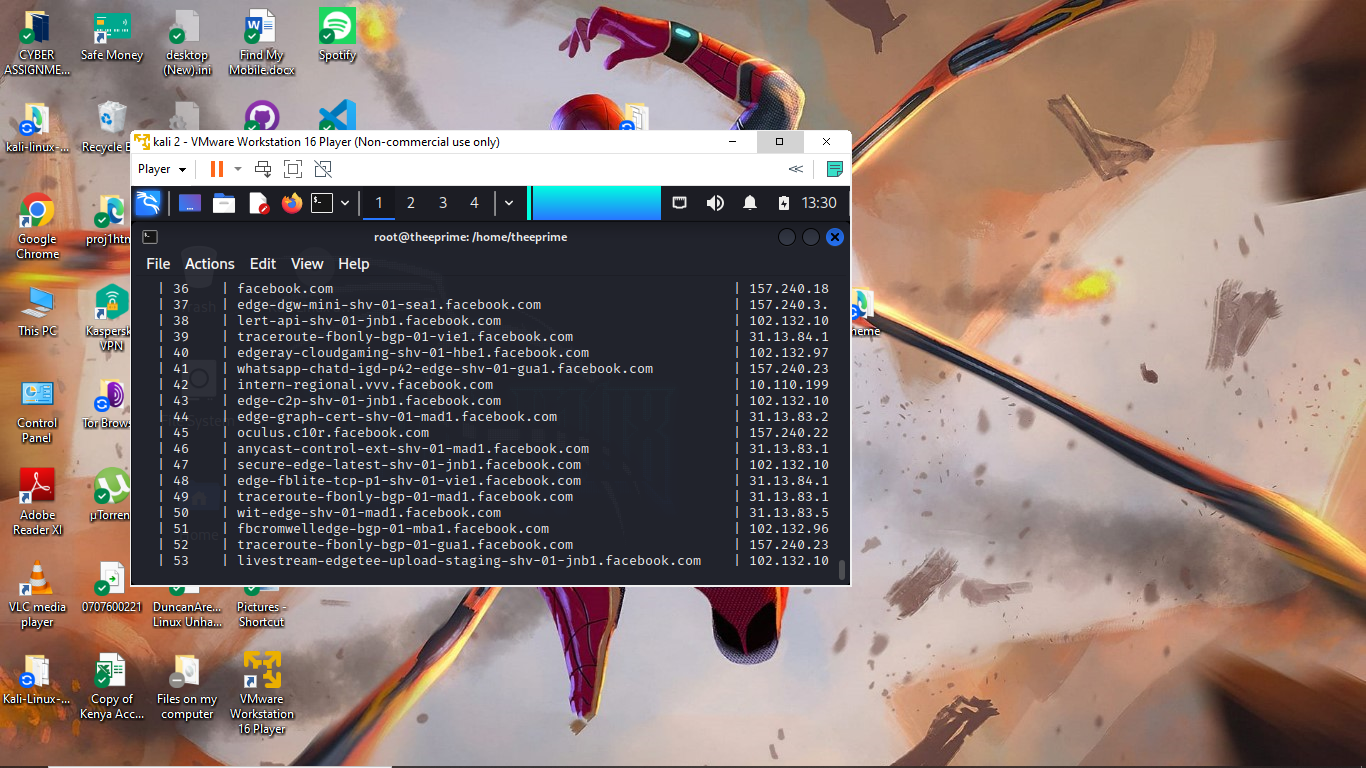 CYBER
ASSIGNME...
Safe Money
desktop
(New).ini
Find My
Mobile.docx
Spotify
kali-linux-...
Recycle B
Google
Chrome
proj1htn
This PC
Kaspersk
VPN
Control
Panel
Tor Brows
Adobe
Reader XI
µTorren
VLC media
player
0707600221
DuncanAre...
Linux Unha...
Pictures -
Shortcut
Kali-Linux-...
Copy of
Kenya Acc...
Files on my
computer
VMware
Workstation
16 Player
heme
kali 2 - VMware Workstation 16 Player (Non-commercial use only)
Player
1 2 3 4
13:30
root@theeprime: /home/theeprime
File Actions Edit View Help
| 36 | facebook.com | 157.240.18
| 37 | edge-dgw-mini-shv-01-sea1.facebook.com | 157.240.3.
| 38 | lert-api-shv-01-jnb1.facebook.com | 102.132.10
| 39 | traceroute-fbonly-bgp-01-vie1.facebook.com | 31.13.84.1
| 40 | edgeray-cloudgaming-shv-01-hbe1.facebook.com | 102.132.97
| 41 | whatsapp-chatd-igd-p42-edge-shv-01-gua1.facebook.com | 157.240.23
| 42 | intern-regional.vvv.facebook.com | 10.110.199
| 43 | edge-c2p-shv-01-jnb1.facebook.com | 102.132.10
| 44 | edge-graph-cert-shv-01-mad1.facebook.com | 31.13.83.2
| 45 | oculus.c10r.facebook.com | 157.240.22
| 46 | anycast-control-ext-shv-01-mad1.facebook.com | 31.13.83.1
| 47 | secure-edge-latest-shv-01-jnb1.facebook.com | 102.132.10
| 48 | edge-fblite-tcp-p1-shv-01-vie1.facebook.com | 31.13.84.1
| 49 | traceroute-fbonly-bgp-01-mad1.facebook.com | 31.13.83.1
| 50 | wit-edge-shv-01-mad1.facebook.com | 31.13.83.5
| 51 | fbcromwelledge-bgp-01-mba1.facebook.com | 102.132.96
| 52 | traceroute-fbonly-bgp-01-gua1.facebook.com | 157.240.23
| 53 | livestream-edgetee-upload-staging-shv-01-jnb1.facebook.com | 102.132.10